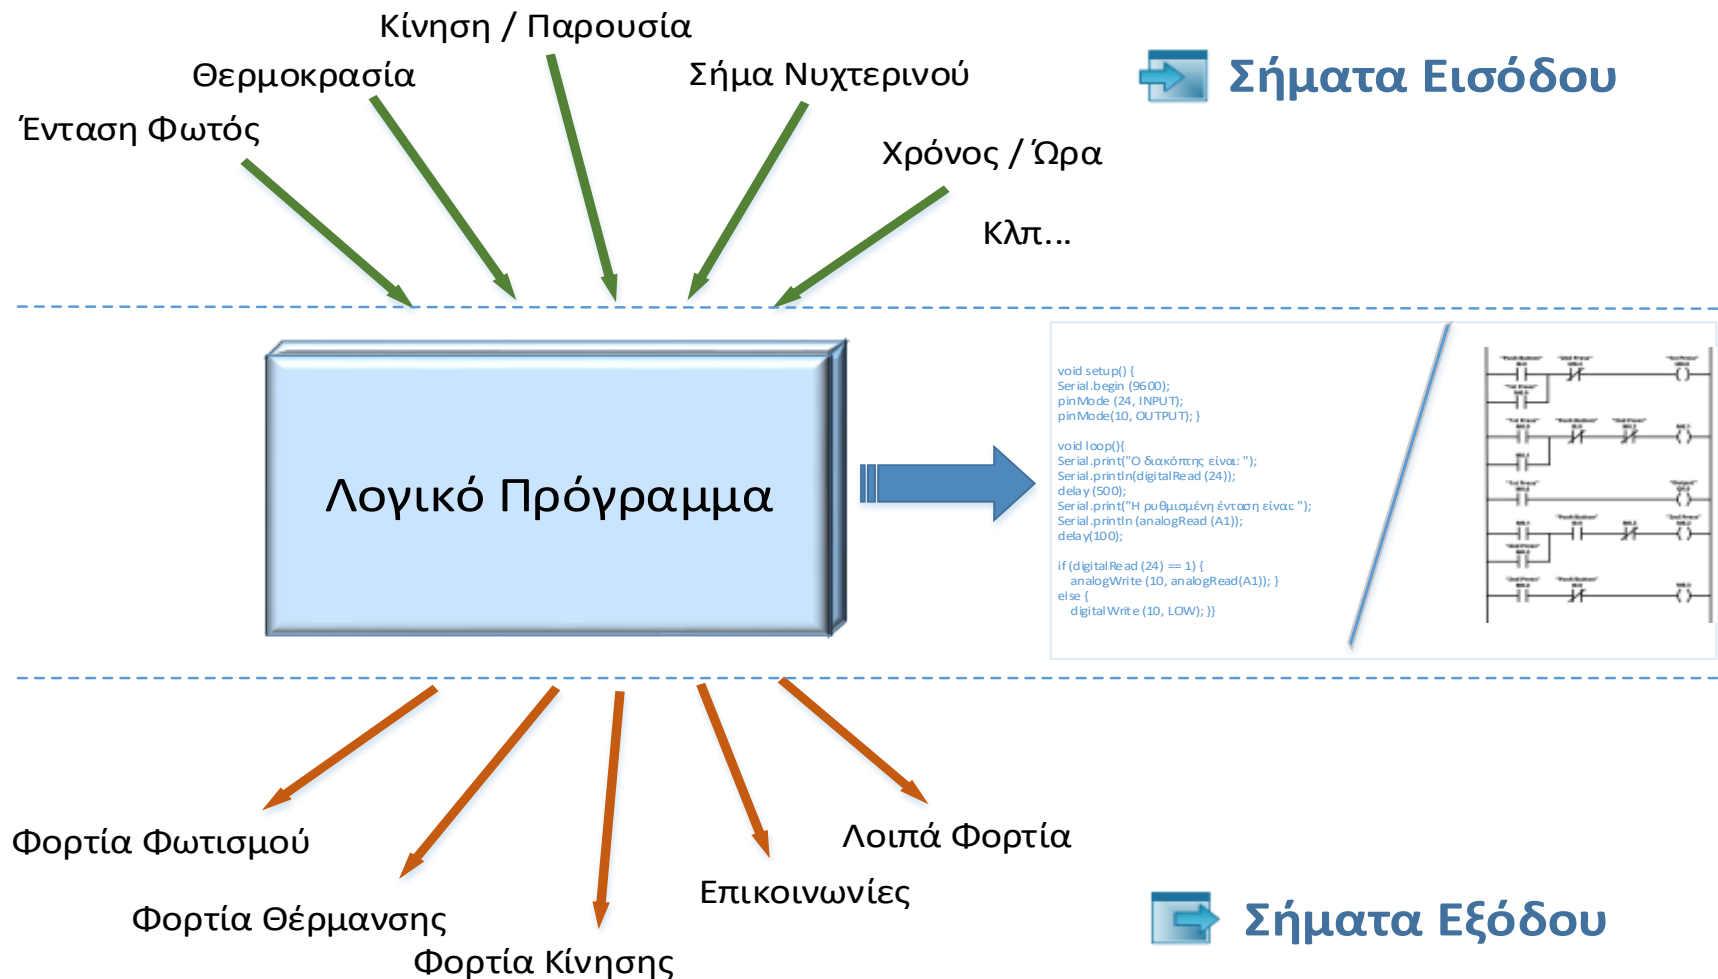 Κίνηση / Παρουσία
Θερμοκρασία
Σήμα Νυχτερινού
Σήματα Εισόδου
Ένταση Φωτός
Χρόνος / Ώρα
Κλπ...
Λογικό Πρόγραμμα
void setup() {
Serial.begin (9600);
pinMode (24, INPUT);
pinMode(10, OUTPUT); }
void loop(){
Serial.print("Ο διακόπτης είναι: ");
Serial.println(digitalRead (24));
delay (500);
Serial.print("Η ρυθμισμένη ένταση είναι: ");
Serial.println (analogRead (A1));
delay(100);
if (digitalRead (24) == 1) {
analogWrite (10, analogRead(A1)); }
else {
digitalWrite (10, LOW); }}
Φορτία Φωτισμού
Λοιπά Φορτία
Επικοινωνίες
Φορτία Θέρμανσης
Φορτία Κίνησης
Σήματα Εξόδου